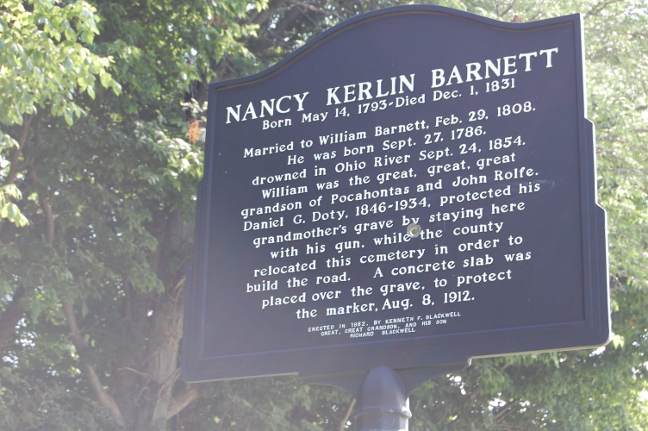 NANCY KERLIN BARNETT
Born May 14, 1793-Died Dec. 1, 1831
Married to William Barnett, Feb. 29, 1808.
He was born Sept. 27, 1786,
drowned in Ohio River Sept. 24, 1854.
William was the great, great, great
grandson of Pocahontas and John Rolfe.
Daniel G. Doty, 1846-1934, protected his
grandmother's grave by staying here
with his gun, while the county
relocated this cemetery in order to
build the road. A concrete slab was
placed over the grave, to protect
the marker, Aug. 8, 1912.
ERECTED IN 1982, BY KENNETH F. BLACKWELL
GREAT, GREAT GRANDSON, AND HIS SON
RICHARD BLACKWELL